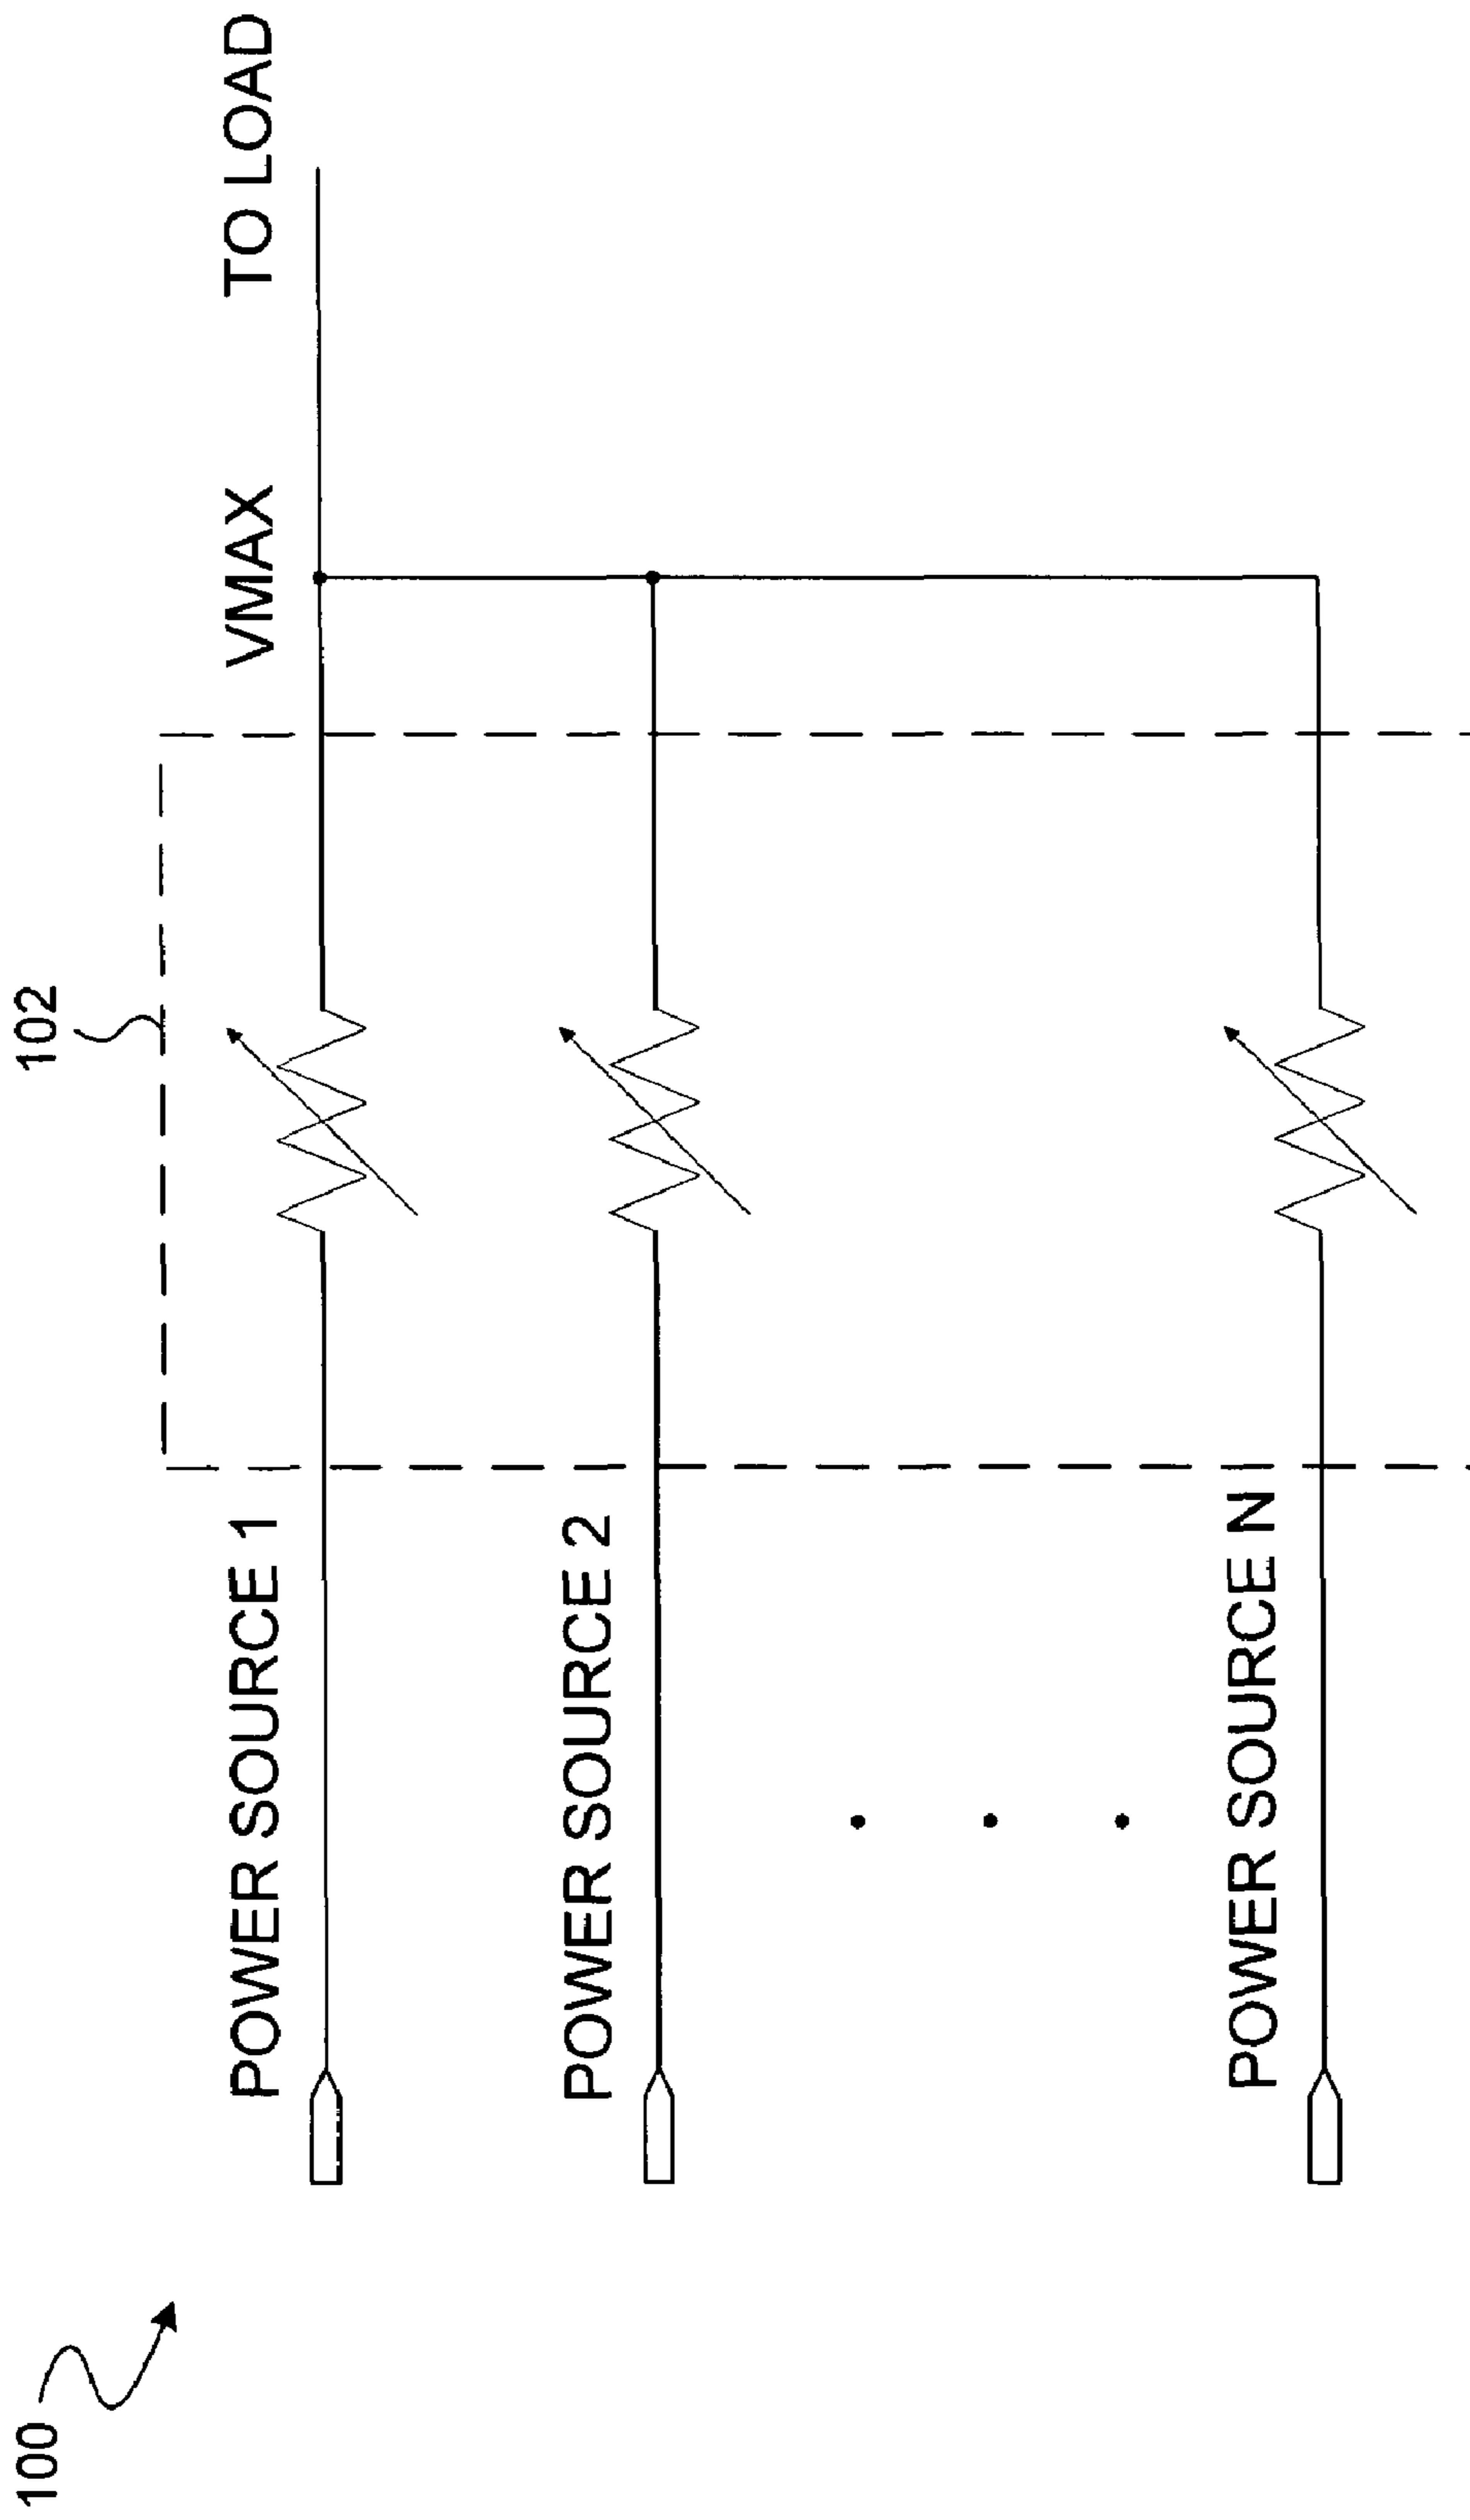 100
102
POWER SOURCE 1
VMAX
TO LOAD
POWER SOURCE 2
POWER SOURCE N